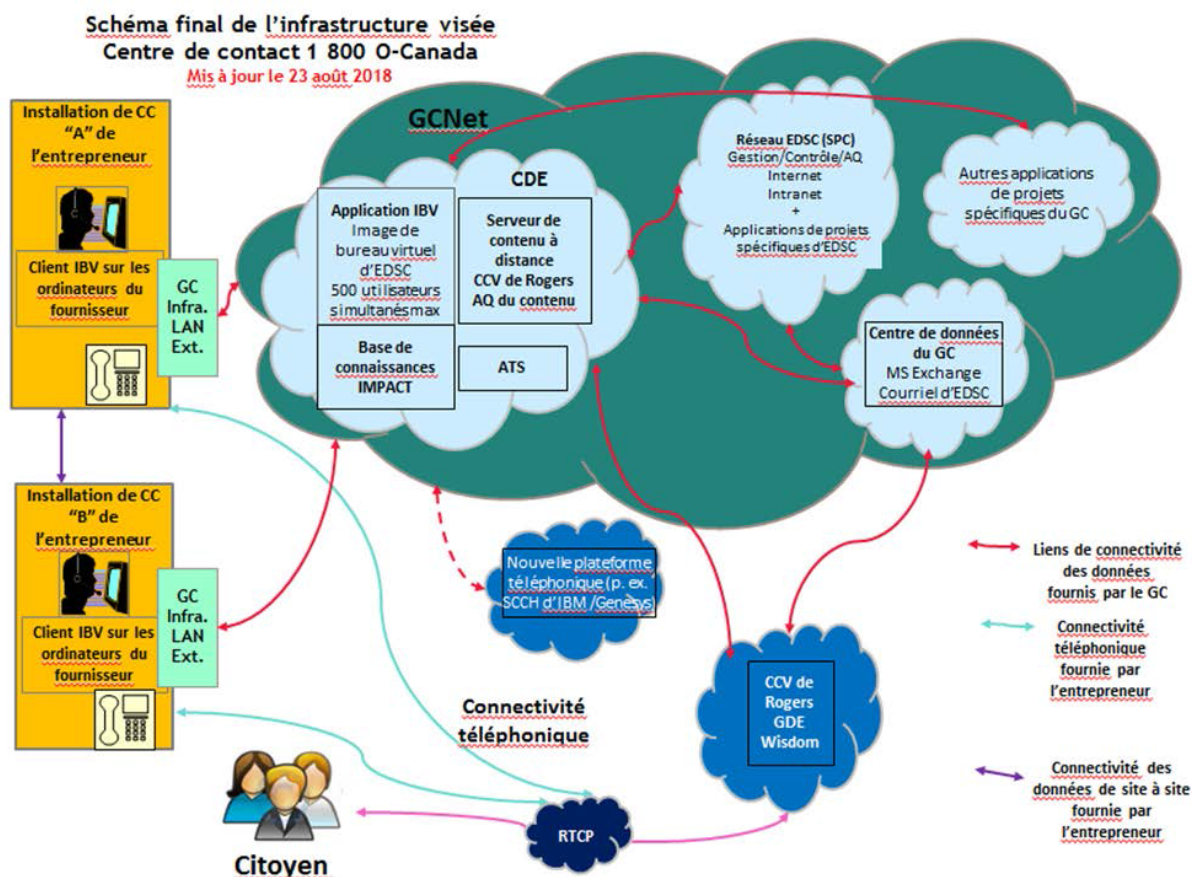 Schéma final de l'infrastructure visée
Centre de contact 1 800 O-Canada
Mis à jour le 23 août 2018
Installation de CC
"A" de
l'entrepreneur
Client IBV sur les
ordinateurs du
fournisseur
GC
Infra.
LAN
Ext.
Installation de CC
"B" de
l'entrepreneur
Client IBV sur les
ordinateurs du
fournisseur
GC
Infra.
LAN
Ext.
GCNet
CDE
Application IBV
Image de
bureau virtuel
d'EDSC
500 utilisateurs
simultanés max
Serveur de
contenu à
distance
CCV de Rogers
AQ du contenu
Base de
connaissances
IMPACT
ATS
Réseau EDSC (SPC)
Gestion/Contrôle/AQ
Internet
Intranet
+
Applications de projets
spécifiques d'EDSC
Autres applications
de projets
spécifiques du GC
Centre de données
du GC
MS Exchange
Courriel d'EDSC
Nouvelle plateforme
téléphonique (p. ex.
SCCH d'IBM /Genèsys)
CCV de
Rogers
GDE
Wisdom
Connectivité
téléphonique
RTCP
Citoyen
Liens de connectivité
des données
fournis par le GC
Connectivité
téléphonique
fournie par
l'entrepreneur
Connectivité des
données de site à site
fournie par
l'entrepreneur